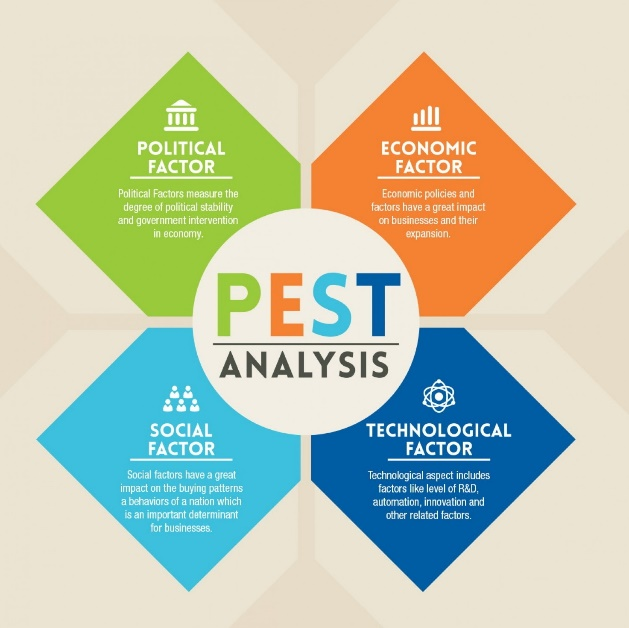 POLITICAL
FACTOR
Political Factors measure the
degree of political stability
and government intervention
in economy.
ECONOMIC
FACTOR
Economic policies and
factors have a great impact
on businesses and their
expansion.
PEST
ANALYSIS
SOCIAL
FACTOR
Social factors have a great
impact on the buying patterns
a behaviors of a nation which
is an important determinant
for businesses.
TECHNOLOGICAL
FACTOR
Technological aspect includes
factors like level of R&D,
automation, innovation and
other related factors.